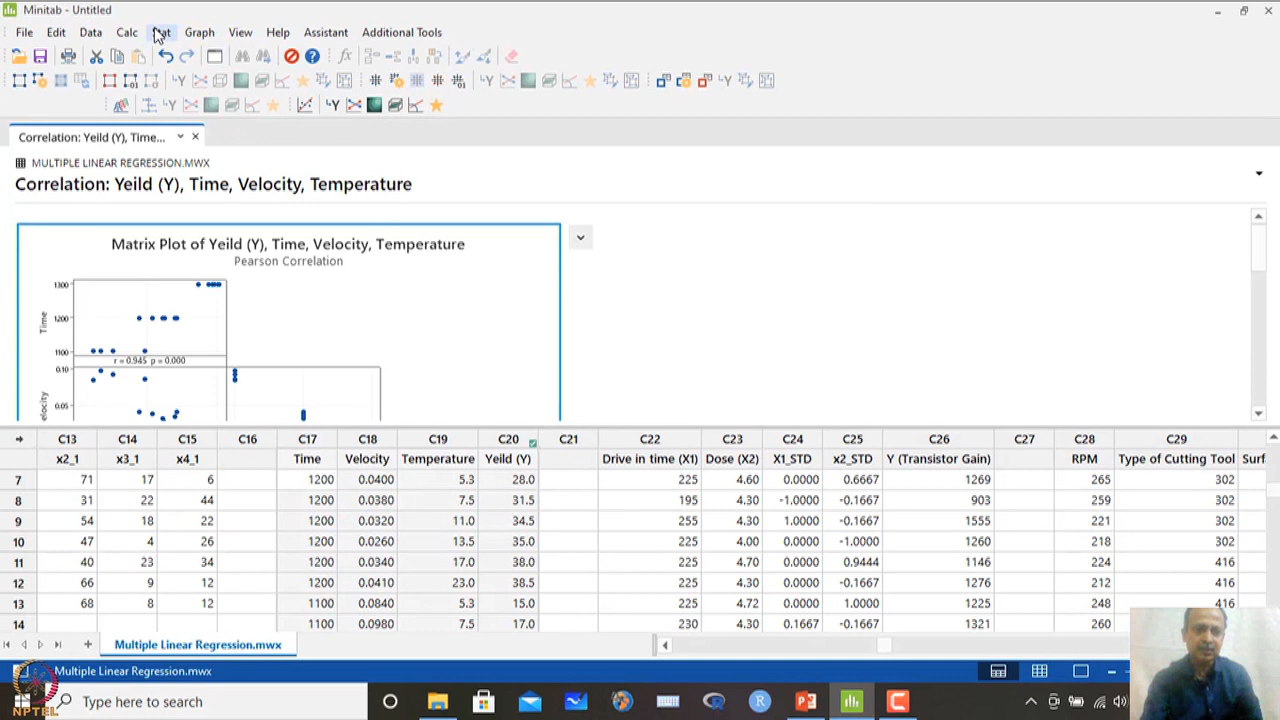 Minitab - Untitled
File Edit Data Calc Stat Graph View Help Assistant Additional Tools
Correlation: Yeild (Y), Time...
MULTIPLE LINEAR REGRESSION.MWX
Correlation: Yeild (Y), Time, Velocity, Temperature
Matrix Plot of Yeild (Y), Time, Velocity, Temperature
Pearson Correlation
1300
1200
1100
Time
r = 0.945 p = 0.000
0.10
0.05
elocity
C13 C14 C15 C16 C17 C18 C19 C20 C21 C22 C23 C24 C25 C26 C27 C28 C29
x2_1 x3_1 x4_1 Time Velocity Temperature Yeild (Y) Drive in time (X1) Dose (X2) X1_STD x2_STD Y (Transistor Gain) RPM Type of Cutting Tool Surf
7 71 17 6 1200 0.0400 5.3 28.0 225 4.60 0.0000 0.6667 1269 265 302
8 31 22 44 1200 0.0380 7.5 31.5 195 4.30 -1.0000 -0.1667 903 259 302
9 54 18 22 1200 0.0320 11.0 34.5 255 4.30 1.0000 -0.1667 1555 221 302
10 47 4 26 1200 0.0260 13.5 35.0 225 4.00 0.0000 -1.0000 1260 218 302
11 40 23 34 1200 0.0340 17.0 38.0 225 4.70 0.0000 0.9444 1146 224 416
12 66 9 12 1200 0.0410 23.0 38.5 225 4.30 0.0000 -0.1667 1276 212 416
13 68 8 12 1100 0.0840 5.3 15.0 225 4.72 0.0000 1.0000 1225 248 416
14 1100 0.0980 7.5 17.0 230 4.30 0.1667 -0.1667 1321 260
Multiple Linear Regression.mwx
Multiple Linear Regression.mwx
Type here to search
NPTEL